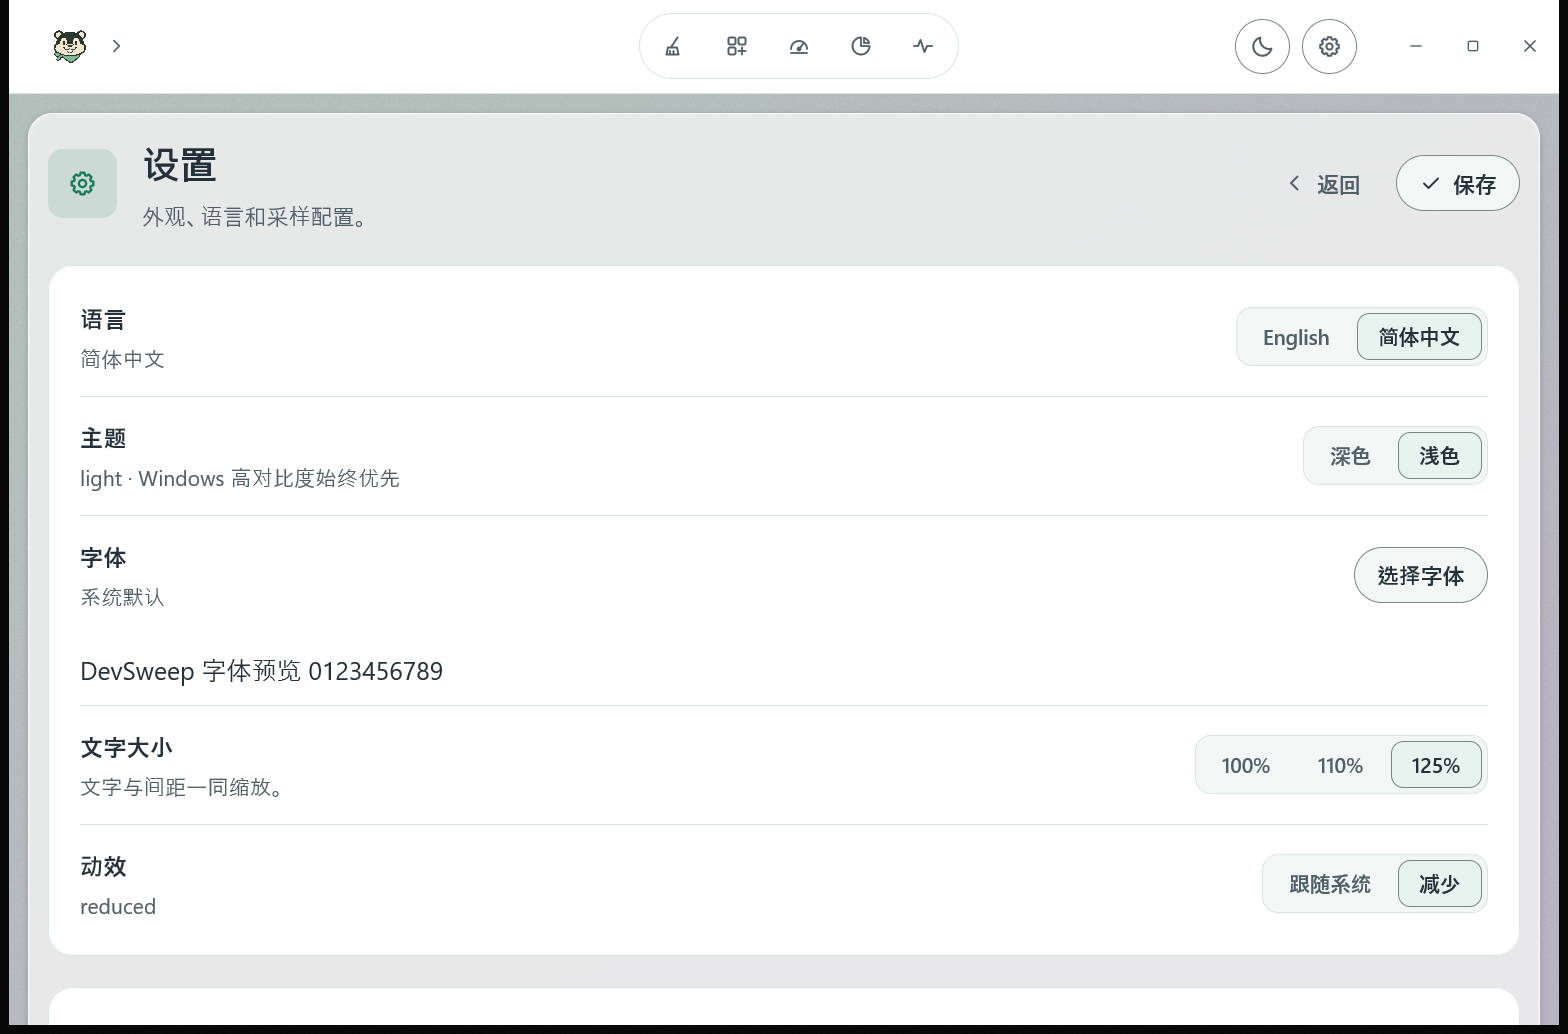 设置
外观、语言和采样配置。
返回
保存
语言
简体中文
English
简体中文
主题
light · Windows 高对比度始终优先
深色
浅色
字体
系统默认
选择字体
DevSweep 字体预览 0123456789
文字大小
文字与间距一同缩放。
100%
110%
125%
动效
reduced
跟随系统
减少